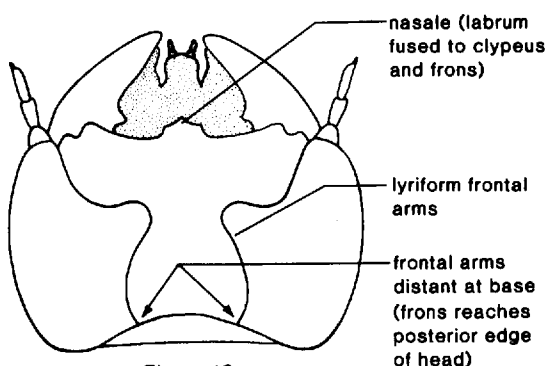 nasale (labrum
fused to clypeus
and frons)
lyriform frontal
arms
frontal arms
distant at base
(frons reaches
posterior edge
of head)